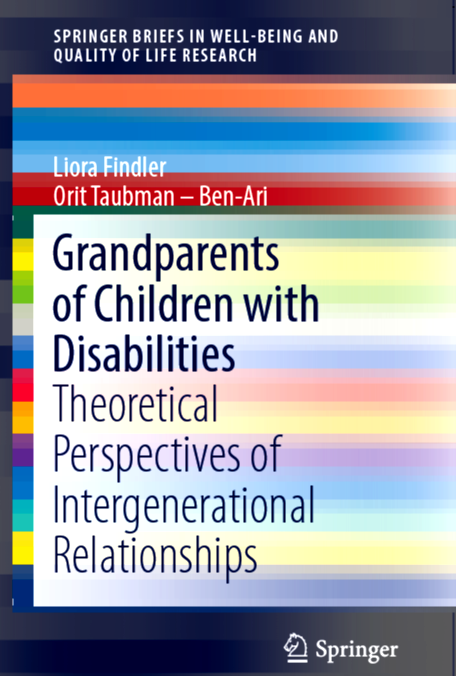 SPRINGER BRIEFS IN WELL-BEING AND
QUALITY OF LIFE RESEARCH
Liora Findler
Orit Taubman – Ben-Ari
Grandparents
of Children with
Disabilities
Theoretical
Perspectives of
Intergenerational
Relationships
Springer